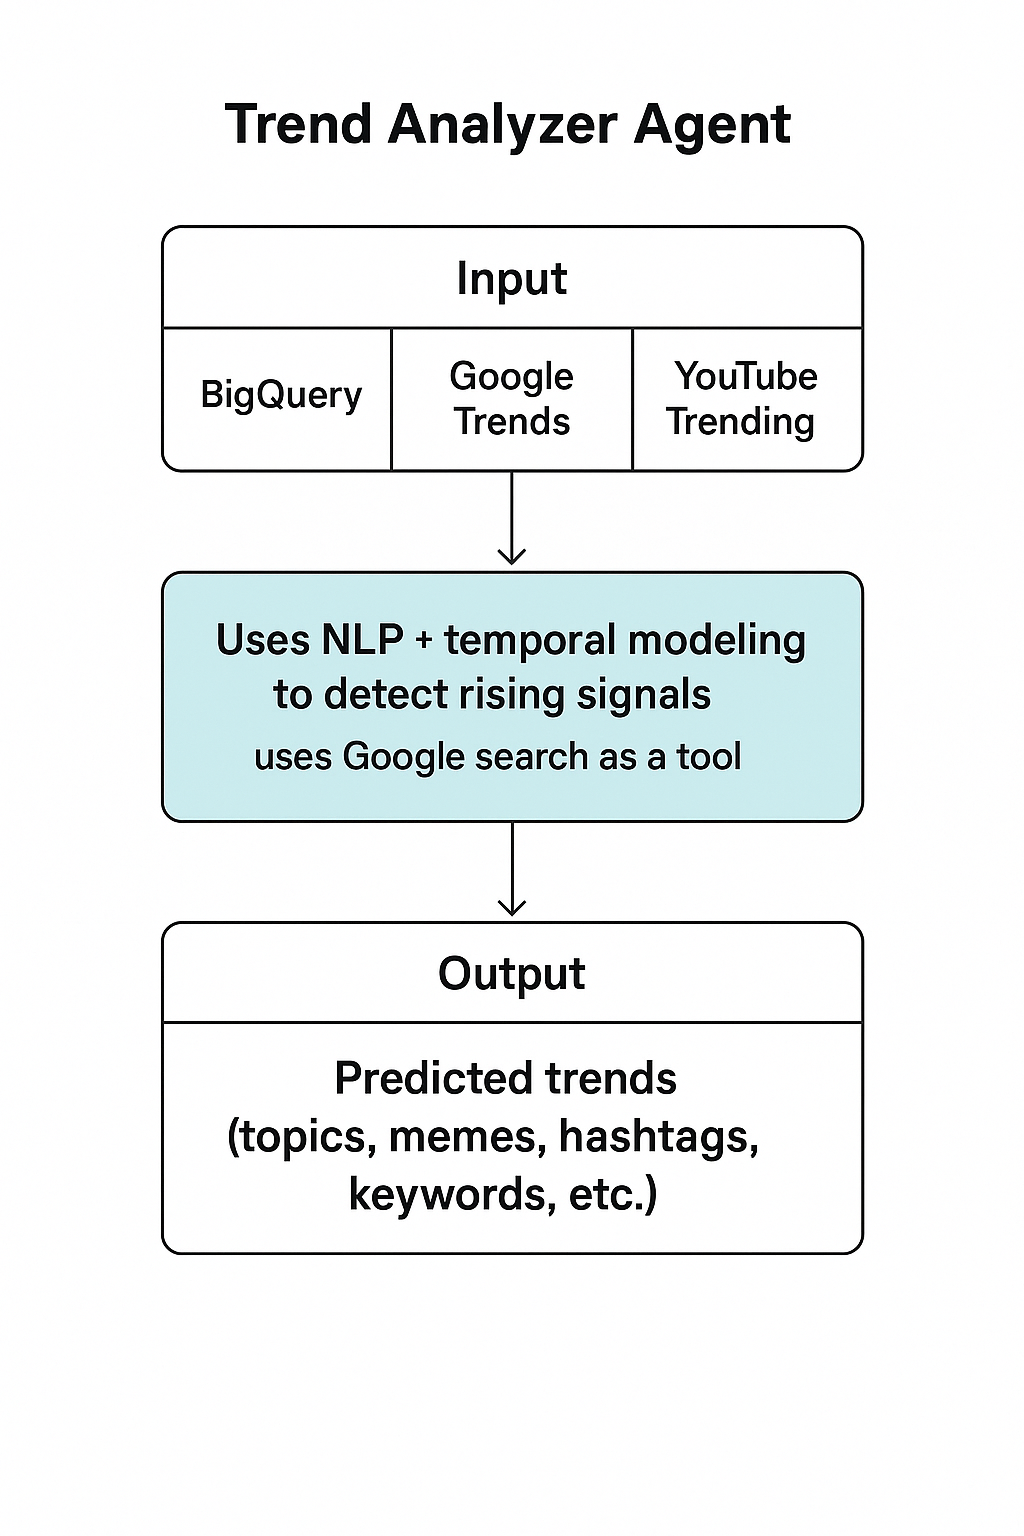 Trend Analyzer Agent
Input
BigQuery
Google
Trends
YouTube
Trending
Uses NLP + temporal modeling
to detect rising signals
uses Google search as a tool
Output
Predicted trends
(topics, memes, hashtags,
keywords, etc.)